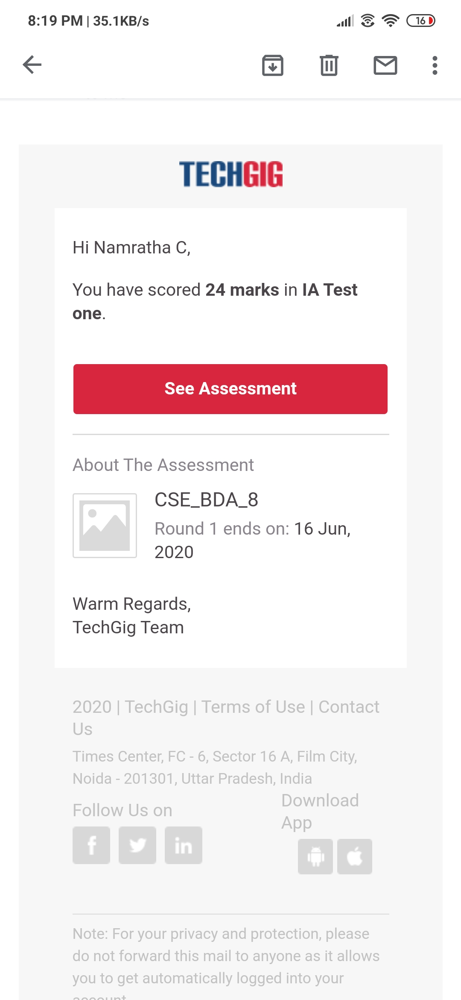 8:19 PM | 35.1KB/s
16
TECHGIG
Hi Namratha C,
You have scored 24 marks in IA Test
one.
See Assessment
About The Assessment
CSE_BDA_8
Round 1 ends on: 16 Jun,
2020
Warm Regards,
TechGig Team
2020 | TechGig | Terms of Use | Contact
Us
Times Center, FC - 6, Sector 16 A, Film City,
Noida - 201301, Uttar Pradesh, India
Follow Us on
Download
App
f
in
Note: For your privacy and protection, please
do not forward this mail to anyone as it allows
you to get automatically logged into your
account